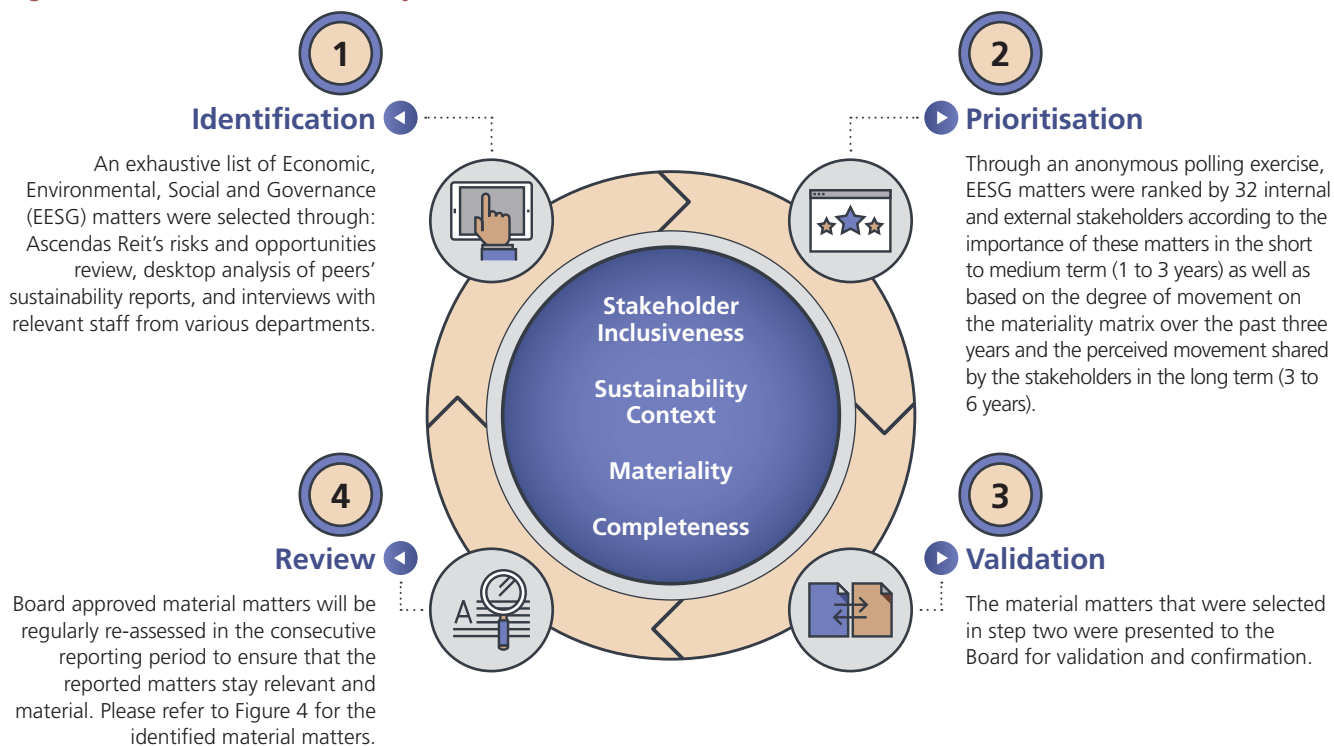 1
Identification
An exhaustive list of Economic,
Environmental, Social and Governance
(EESG) matters were selected through:
Ascendas Reit’s risks and opportunities
review, desktop analysis of peers’
sustainability reports, and interviews with
relevant staff from various departments.
2
Prioritisation
Through an anonymous polling exercise,
EESG matters were ranked by 32 internal
and external stakeholders according to the
importance of these matters in the short
to medium term (1 to 3 years) as well as
based on the degree of movement on
the materiality matrix over the past three
years and the perceived movement shared
by the stakeholders in the long term (3 to
6 years).
Stakeholder
Inclusiveness
Sustainability
Context
Materiality
Completeness
3
Validation
The material matters that were selected
in step two were presented to the
Board for validation and confirmation.
4
Review
Board approved material matters will be
regularly re-assessed in the consecutive
reporting period to ensure that the
reported matters stay relevant and
material. Please refer to Figure 4 for the
identified material matters.
A